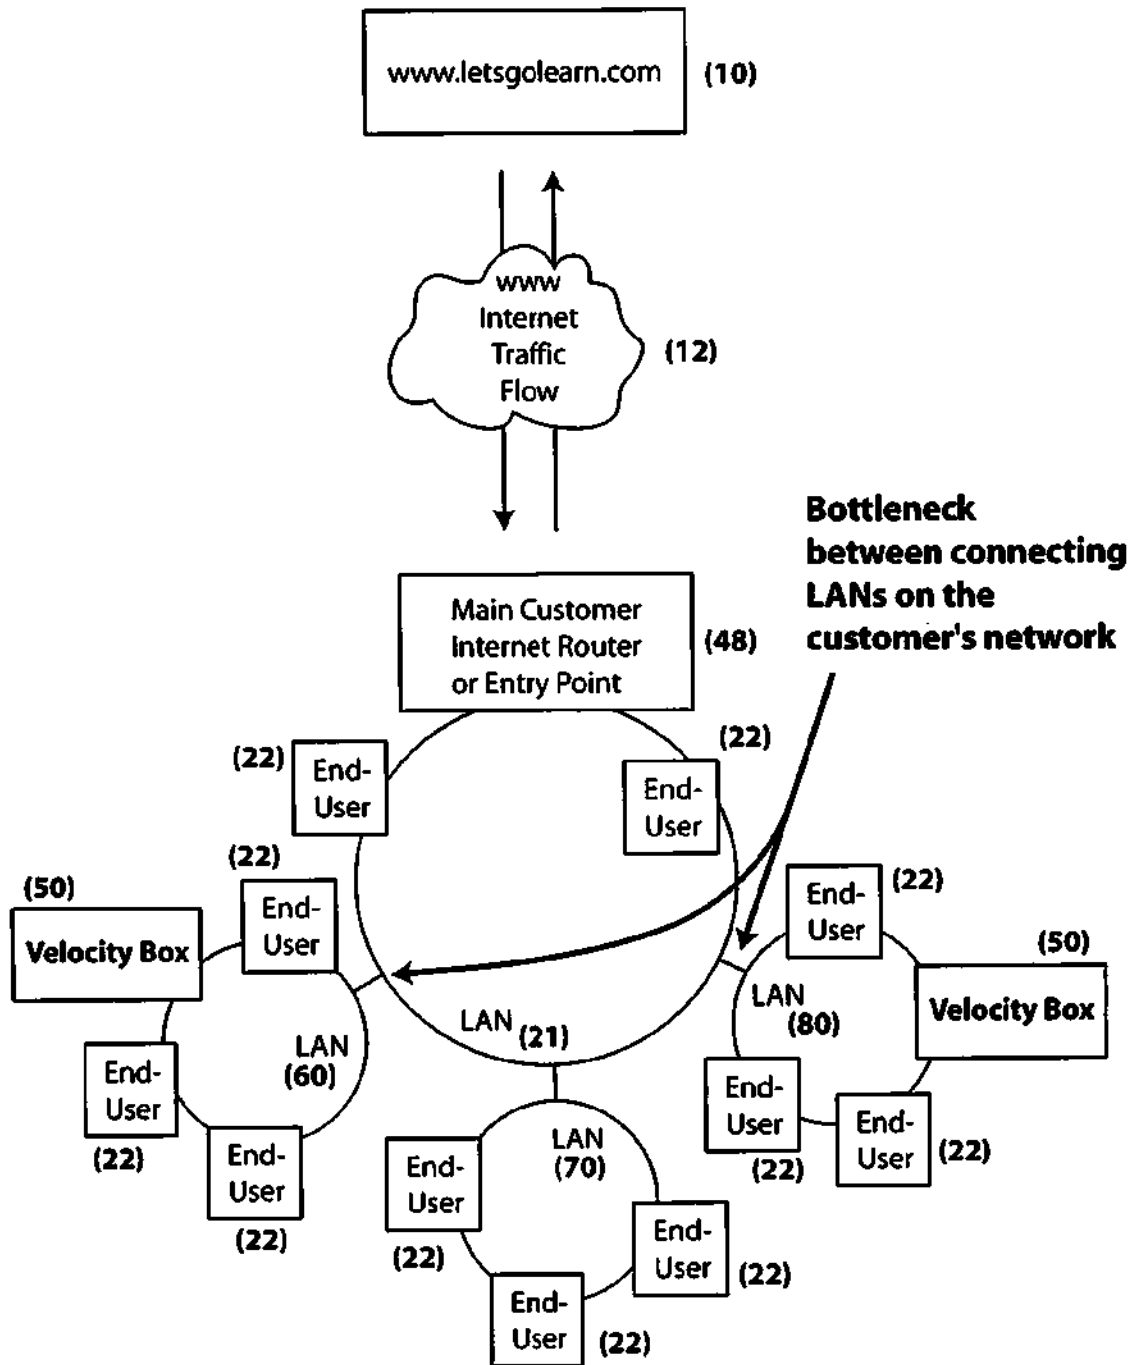 www.letsgolearn.com
(10)
www
Internet
Traffic
Flow
(12)
Bottleneck
between connecting
LANs on the
customer's network
Main Customer
Internet Router
or Entry Point
(48)
(22)
End-
User
(22)
End-
User
(50)
Velocity Box
(22)
End-
User
LAN
(60)
End-
User
(22)
End-
User
(22)
LAN
(21)
(22)
End-
User
(50)
Velocity Box
LAN
(80)
End-
User
(22)
End-
User
(22)
LAN
(70)
End-
User
(22)
End-
User
(22)
End-
User
(22)